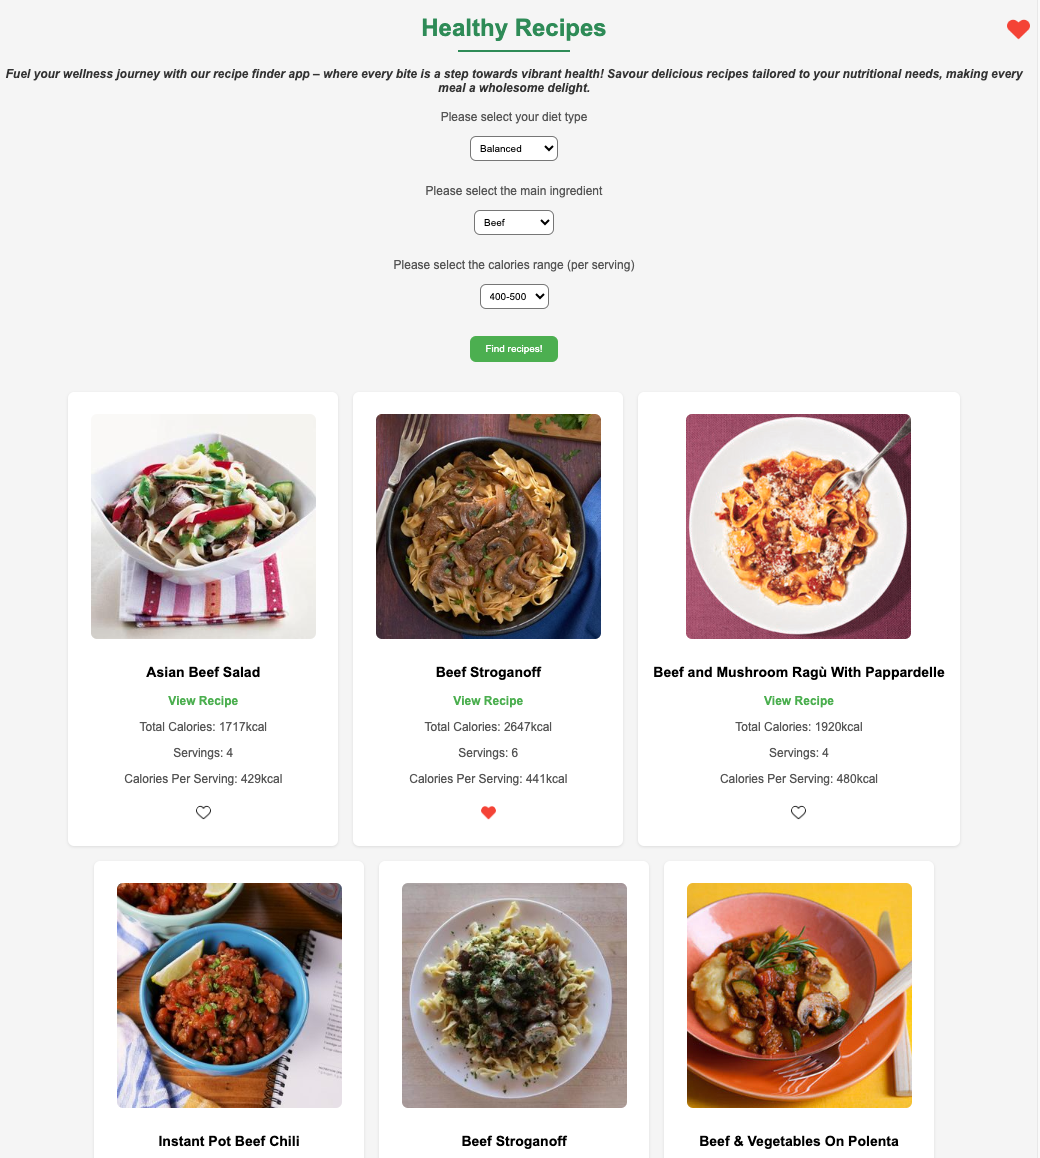 Healthy Recipes
Fuel your wellness journey with our recipe finder app – where every bite is a step towards vibrant health! Savour delicious recipes tailored to your nutritional needs, making every
meal a wholesome delight.
Please select your diet type
Balanced
Please select the main ingredient
Beef
Please select the calories range (per serving)
400-500
Find recipes!
Asian Beef Salad
View Recipe
Total Calories: 1717kcal
Servings: 4
Calories Per Serving: 429kcal
Beef Stroganoff
View Recipe
Total Calories: 2647kcal
Servings: 6
Calories Per Serving: 441kcal
Beef and Mushroom Ragù With Pappardelle
View Recipe
Total Calories: 1920kcal
Servings: 4
Calories Per Serving: 480kcal
Instant Pot Beef Chili
Beef Stroganoff
Beef & Vegetables On Polenta